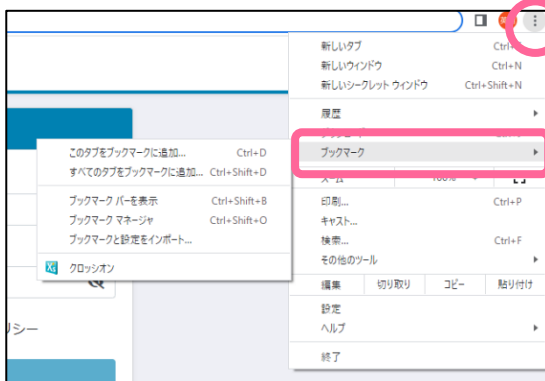 新しいタブ Ctrl+
新しいウィンドウ Ctrl+N
新しいシークレット ウィンドウ Ctrl+Shift+N
履歴
ブックマーク
印刷... Ctrl+P
キャスト...
検索... Ctrl+F
その他のツール
編集 切り取り コピー 貼り付け
設定
ヘルプ
終了
このタブをブックマークに追加... Ctrl+D
すべてのタブをブックマークに追加... Ctrl+Shift+D
ブックマーク バーを表示 Ctrl+Shift+B
ブックマーク マネージャ Ctrl+Shift+O
ブックマークと設定をインポート...
クロッシオン
リシー